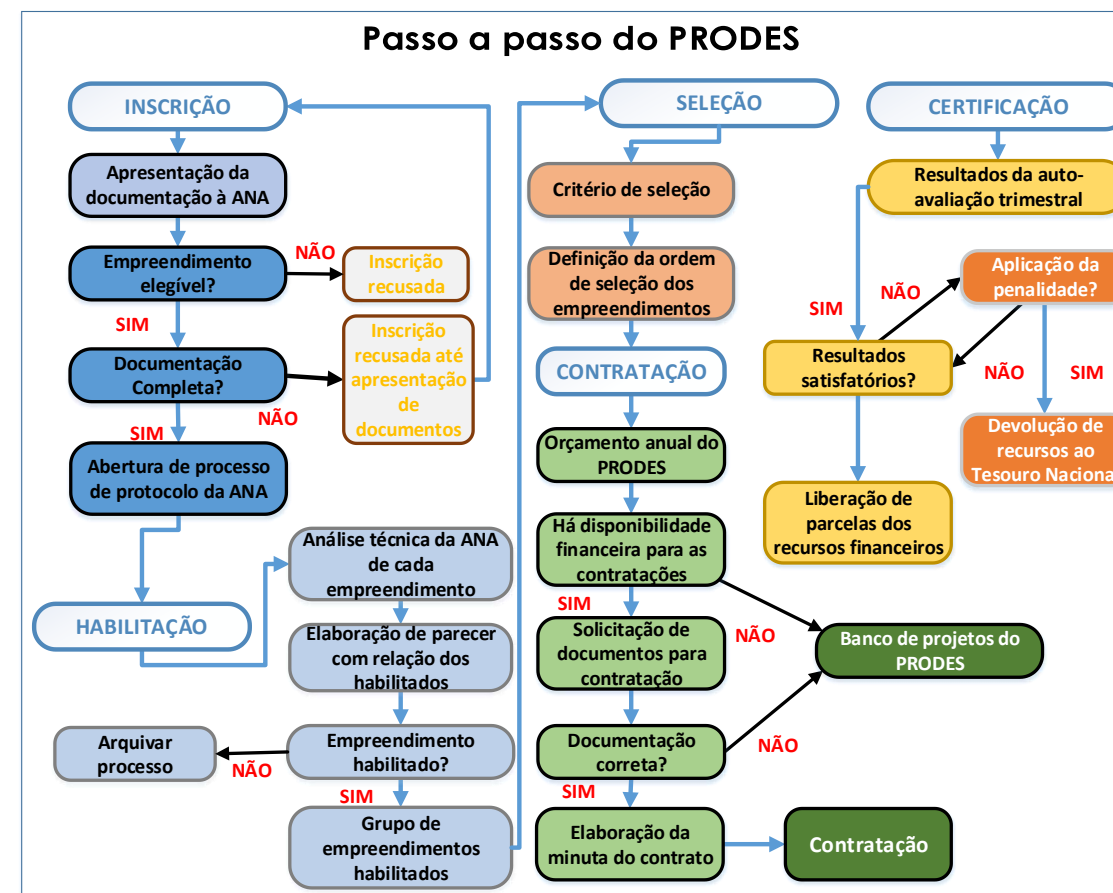 Passo a passo do PRODES
INSCRIÇÃO
Apresentação da
documentação à ANA
Empreendimento
elegível?
NÃO
Inscrição
recusada
SIM
Documentação
Completa?
NÃO
Inscrição
recusada até
apresentação
de
documentos
SIM
Abertura de processo
de protocolo da ANA
HABILITAÇÃO
Análise técnica da ANA
de cada
empreendimento
Elaboração de parecer
com relação dos
habilitados
Empreendimento
habilitado?
NÃO
Arquivar
processo
SIM
Grupo de
empreendimentos
habilitados
SELEÇÃO
Critério de seleção
Definição da ordem
de seleção dos
empreendimentos
CONTRATAÇÃO
Orçamento anual do
PRODES
Há disponibilidade
financeira para as
contratações
SIM
NÃO
Solicitação de
documentos para
contratação
Banco de projetos do
PRODES
Documentação
correta?
NÃO
SIM
Elaboração da
minuta do contrato
Contratação
CERTIFICAÇÃO
Resultados da auto-
avaliação trimestral
SIM
NÃO
Aplicação da
penalidade?
Resultados
satisfatórios?
NÃO
SIM
Devolução de
recursos ao
Tesouro Naciona
Liberação de
parcelas dos
recursos financeiros